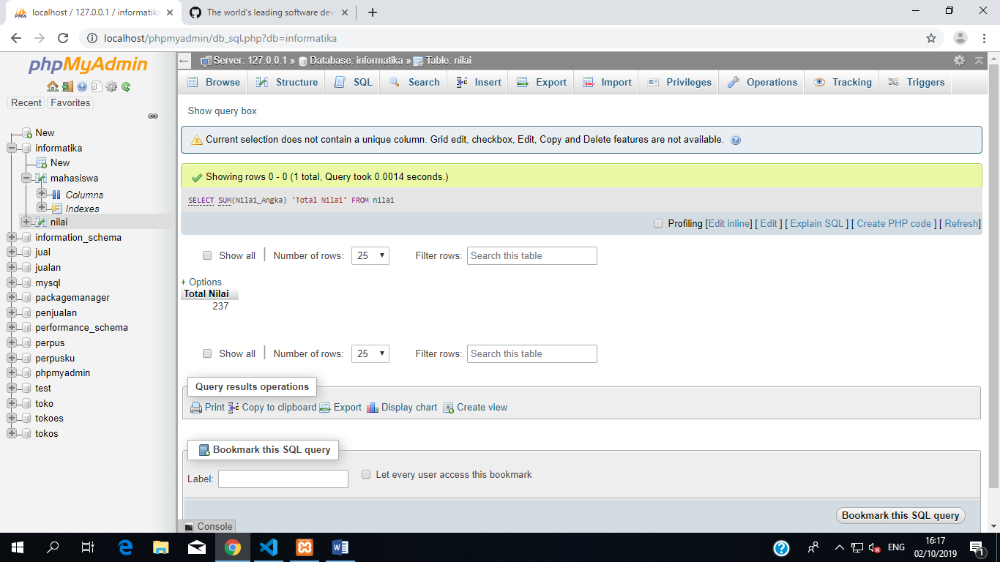 localhost / 127.0.0.1 / informatika
The world's leading software dev
localhost/phpmyadmin/db_sql.php?db=informatika
phpMyAdmin
Recent Favorites
New
informatika
New
mahasiswa
Columns
Indexes
nilai
information_schema
jual
jualan
mysql
packagemanager
penjualan
performance_schema
perpus
perpusku
phpmyadmin
test
toko
tokoes
tokos
Server: 127.0.0.1 » Database: informatika » Table: nilai
Browse Structure SQL Search Insert Export Import Privileges Operations Tracking Triggers
Show query box
Current selection does not contain a unique column. Grid edit, checkbox, Edit, Copy and Delete features are not available.
Showing rows 0 - 0 (1 total, Query took 0.0014 seconds.)
SELECT SUM(Nilai_Angka) 'Total Nilai' FROM nilai
Profiling [Edit inline] [ Edit ] [ Explain SQL ] [ Create PHP code ] [ Refresh]
Show all | Number of rows: 25 Filter rows: Search this table
+ Options
Total Nilai
237
Show all | Number of rows: 25 Filter rows: Search this table
Query results operations
Print Copy to clipboard Export Display chart Create view
Bookmark this SQL query
Label: Let every user access this bookmark
Bookmark this SQL query
Console
ENG
16:17
02/10/2019
1